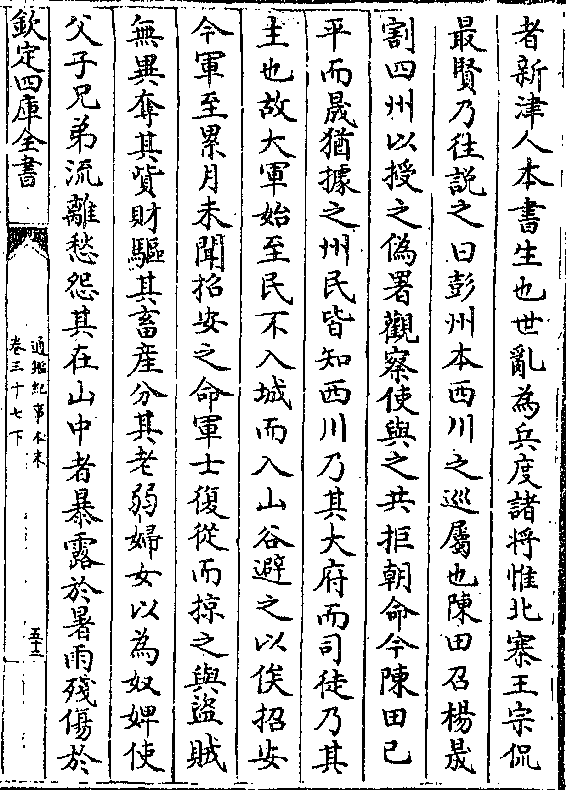 者新津人本書生也世亂為兵度諸將惟北寨王宗侃
最賢乃往説之曰彭州本西川之巡屬也陳田召楊晟
割四州以授之偽署觀察使與之共拒朝命今陳田已
平而晟猶據之州民皆知西川乃其大府而司徒乃其
主也故大軍始至民不入城而入山谷避之以俟招安
今軍至累月未聞招安之命軍士復從而掠之與盜賊
無異奪其貲財驅其畜産分其老弱婦女以為奴婢使
父子兄弟流離愁怨其在山中者暴露於暑雨殘傷於
欽定四庫全書
通鑑紀事本末
卷三十七下
五十三